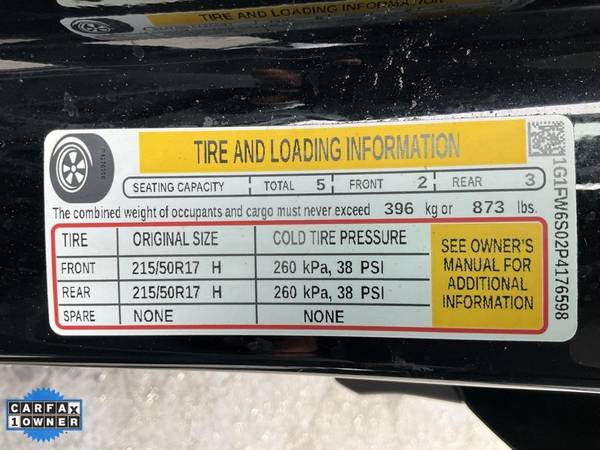 TIRE AND LOADING INFORMATION
SEATING CAPACITY TOTAL 5 FRONT 2 REAR 3
The combined weight of occupants and cargo must never exceed 396 kg or 873 lbs.
TIRE ORIGINAL SIZE COLD TIRE PRESSURE
FRONT 215/50R17 H 260 kPa, 38 PSI
REAR 215/50R17 H 260 kPa, 38 PSI
SPARE NONE NONE
SEE OWNER'S
MANUAL FOR
ADDITIONAL
INFORMATION
1G1FW6S02P4176598
CARFAX
1 OWNER